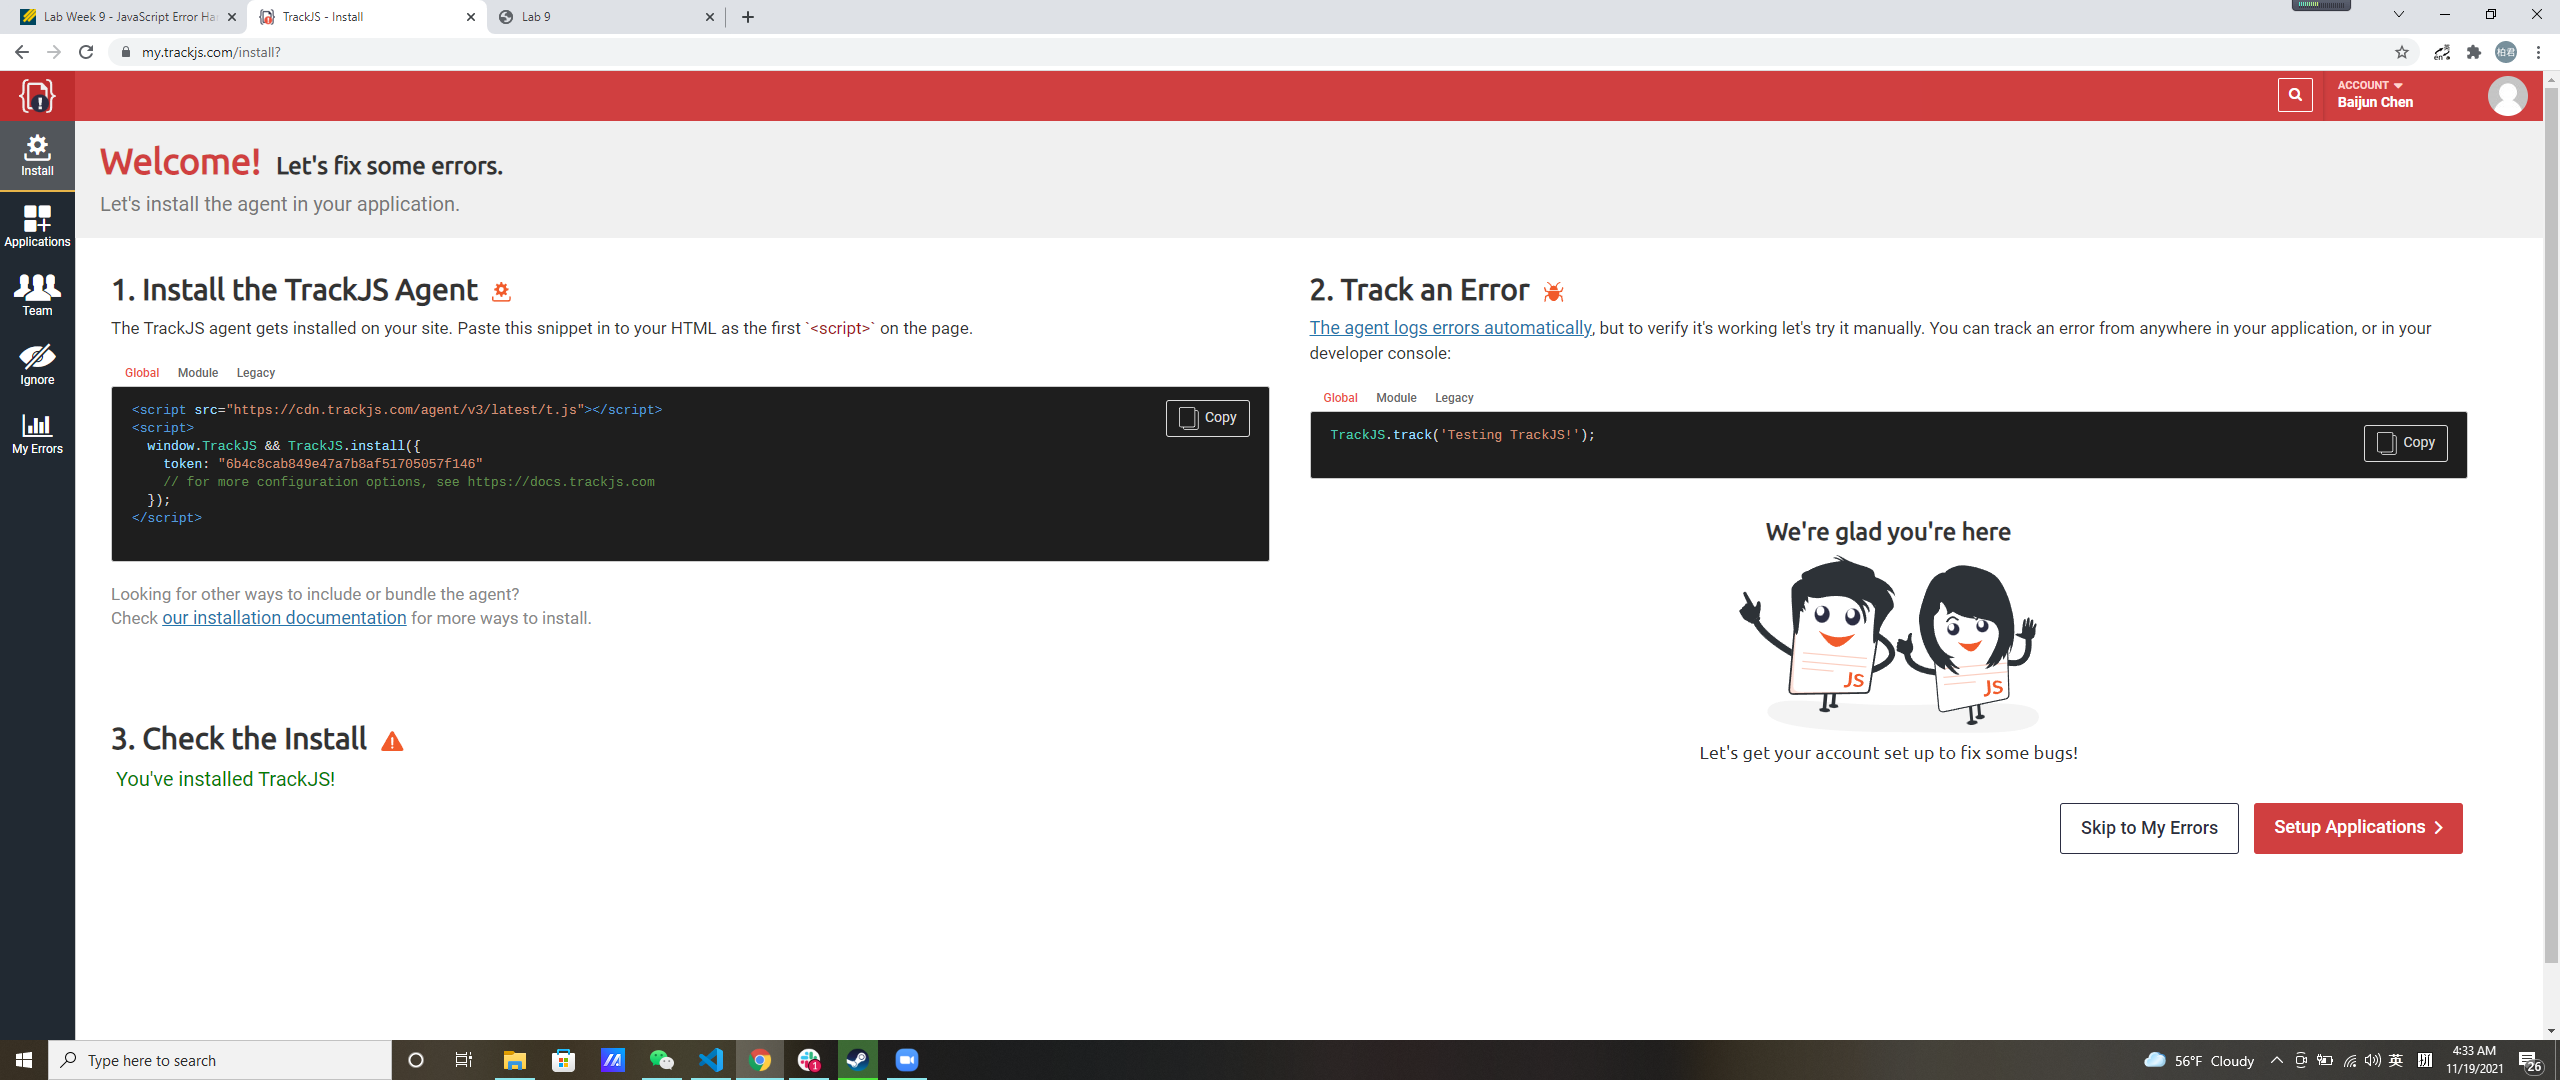 Lab Week 9 - JavaScript Error Ha
TrackJS - Install
Lab 9
my.trackjs.com/install?
ACCOUNT
Baijun Chen
Install
Applications
Team
Ignore
My Errors
Welcome! Let's fix some errors.
Let's install the agent in your application.
1. Install the TrackJS Agent
The TrackJS agent gets installed on your site. Paste this snippet in to your HTML as the first `<script>` on the page.
Global Module Legacy
<script src="https://cdn.trackjs.com/agent/v3/latest/t.js"></script>
<script>
window.TrackJS && TrackJS.install({
token: "6b4c8cab849e47a7b8af51705057f146"
// for more configuration options, see https://docs.trackjs.com
});
</script>
Copy
Looking for other ways to include or bundle the agent?
Check our installation documentation for more ways to install.
2. Track an Error
The agent logs errors automatically, but to verify it's working let's try it manually. You can track an error from anywhere in your application, or in your
developer console:
Global Module Legacy
TrackJS.track('Testing TrackJS!');
Copy
We're glad you're here
JS
JS
Let's get your account set up to fix some bugs!
3. Check the Install
You've installed TrackJS!
Skip to My Errors
Setup Applications
Type here to search
1
56°F Cloudy
英
拼
4:33 AM
11/19/2021
26